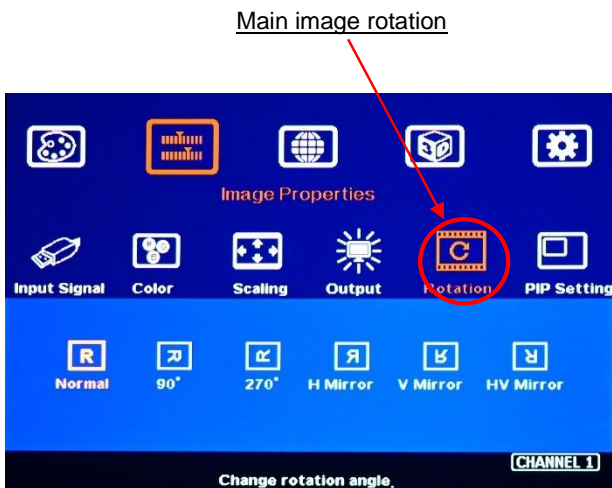 Main image rotation
3D
Image Properties
R G B
Input Signal Color Scaling Output Rotation PIP Setting
R R R R R R
Normal 90° 270° H Mirror V Mirror HV Mirror
CHANNEL 1
Change rotation angle